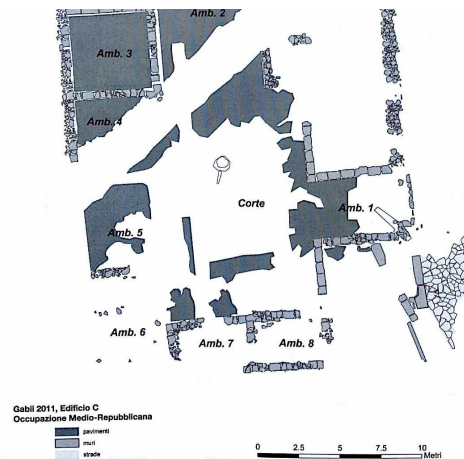 Amb. 2
Amb. 3
Amb. 4
Corte
Amb. 1
Amb. 5
Amb. 6
Amb. 7
Amb. 8
Gabii 2011, Edificio C
Occupazione Medio-Repubblicana
pavimenti
muri
strade
0 2.5 5 7.5 10
Metri